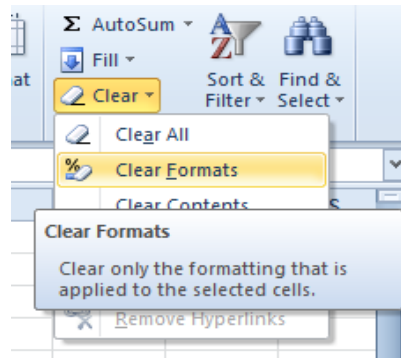 Σ AutoSum
Fill
at
Clear
Sort & Filter
Find & Select
Clear All
% Clear Formats
Clear Contents
S
Clear Formats
Clear only the formatting that is
applied to the selected cells.
Remove Hyperlinks